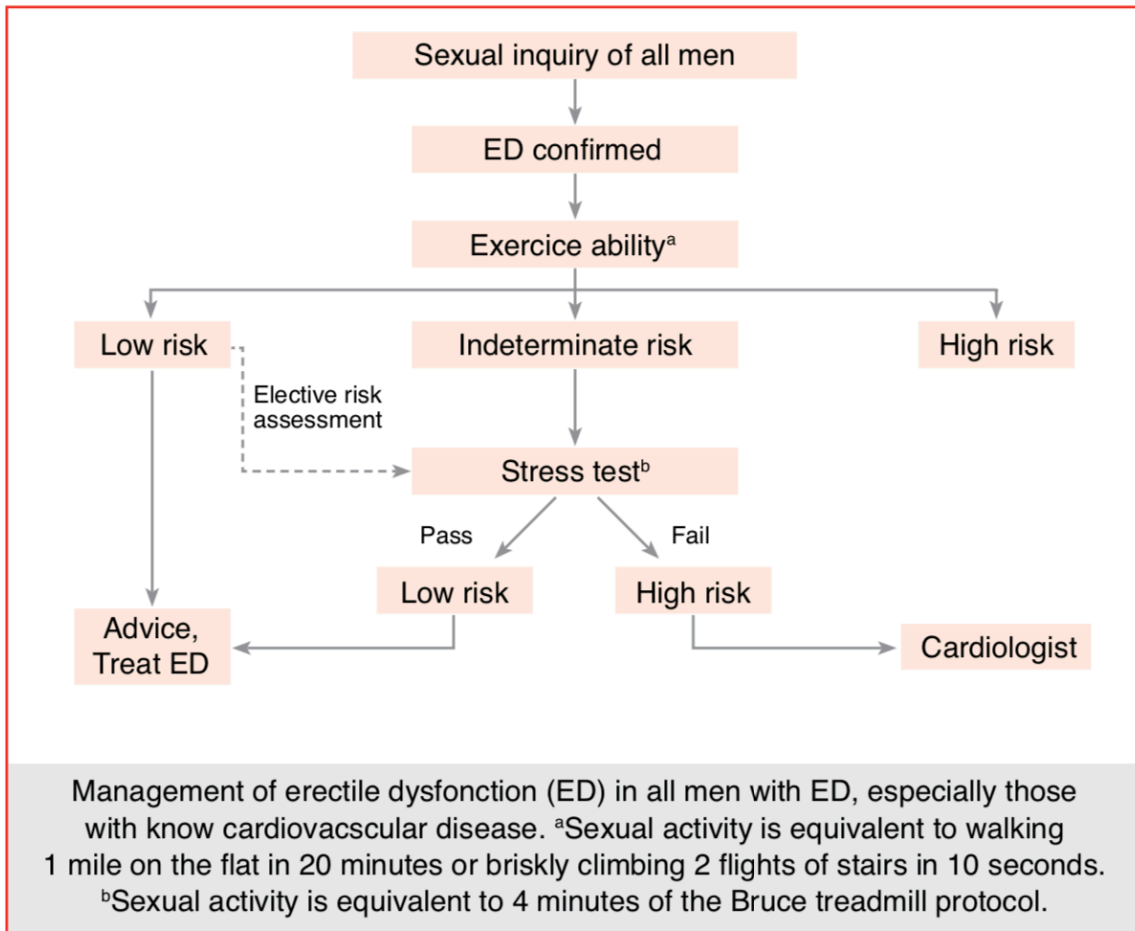 Sexual inquiry of all men
ED confirmed
Exercice abilityᵃ
Low risk
Indeterminate risk
High risk
Elective risk
assessment
Stress testᵇ
Pass
Fail
Low risk
High risk
Advice,
Treat ED
Cardiologist
Management of erectile dysfonction (ED) in all men with ED, especially those
with know cardiovacscular disease. ᵃSexual activity is equivalent to walking
1 mile on the flat in 20 minutes or briskly climbing 2 flights of stairs in 10 seconds.
ᵇSexual activity is equivalent to 4 minutes of the Bruce treadmill protocol.